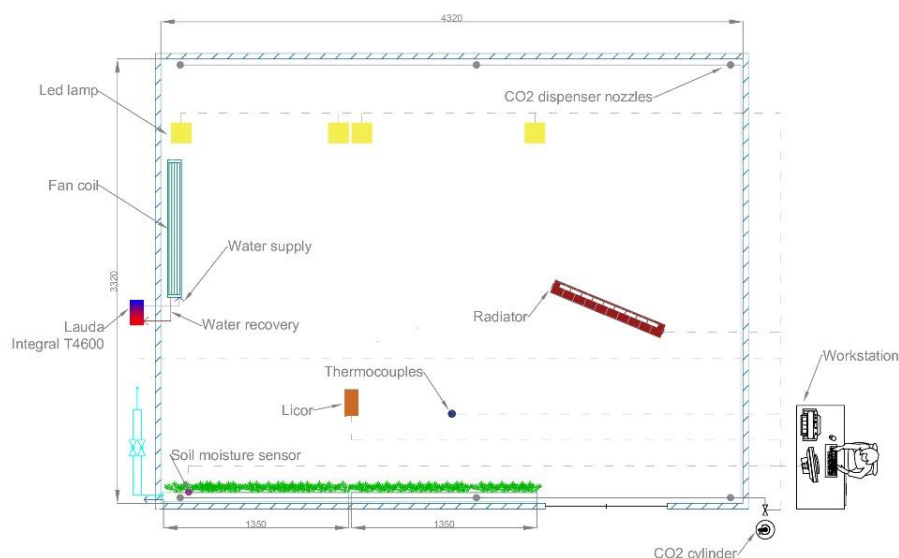 4320
Led lamp
CO2 dispenser nozzles
Fan coil
Water supply
3320
Radiator
Lauda
Integral T4600
Water recovery
Workstation
Thermocouples
Licor
Soil moisture sensor
1350
1350
CO2 cylinder